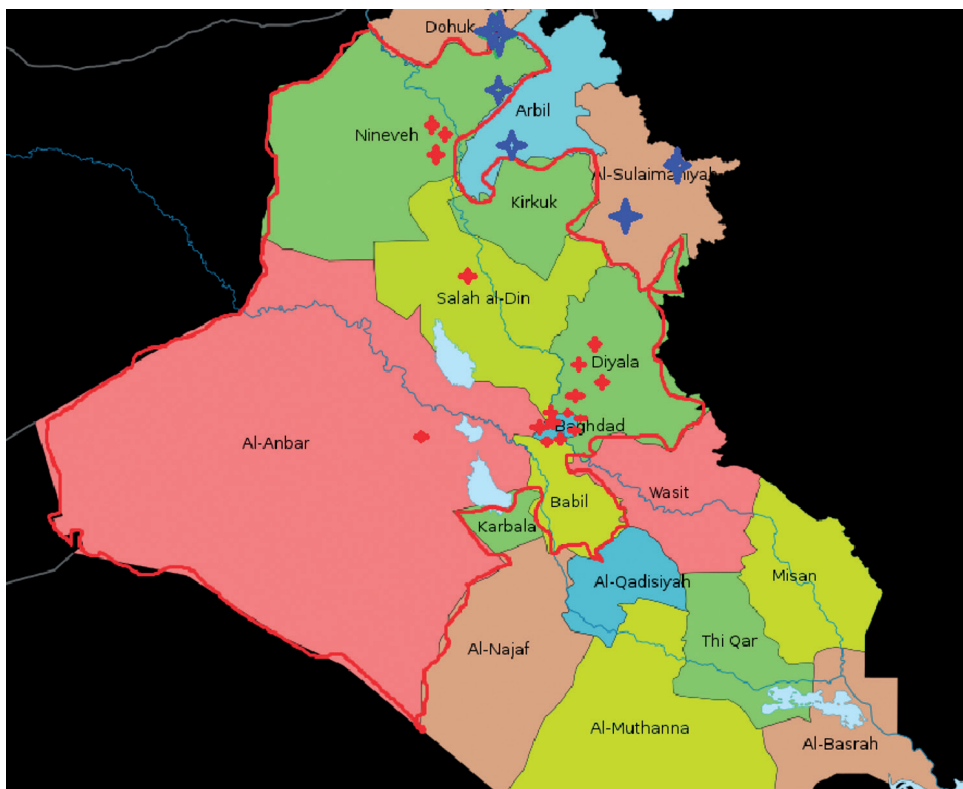 Dohuk
Arbil
Nineveh
Al-Sulaimaniyah
Kirkuk
Salah al-Din
Diyala
Baghdad
Al-Anbar
Wasit
Babil
Karbala
Misan
Al-Qadisiyah
Thi Qar
Al-Najaf
Al-Muthanna
Al-Basrah